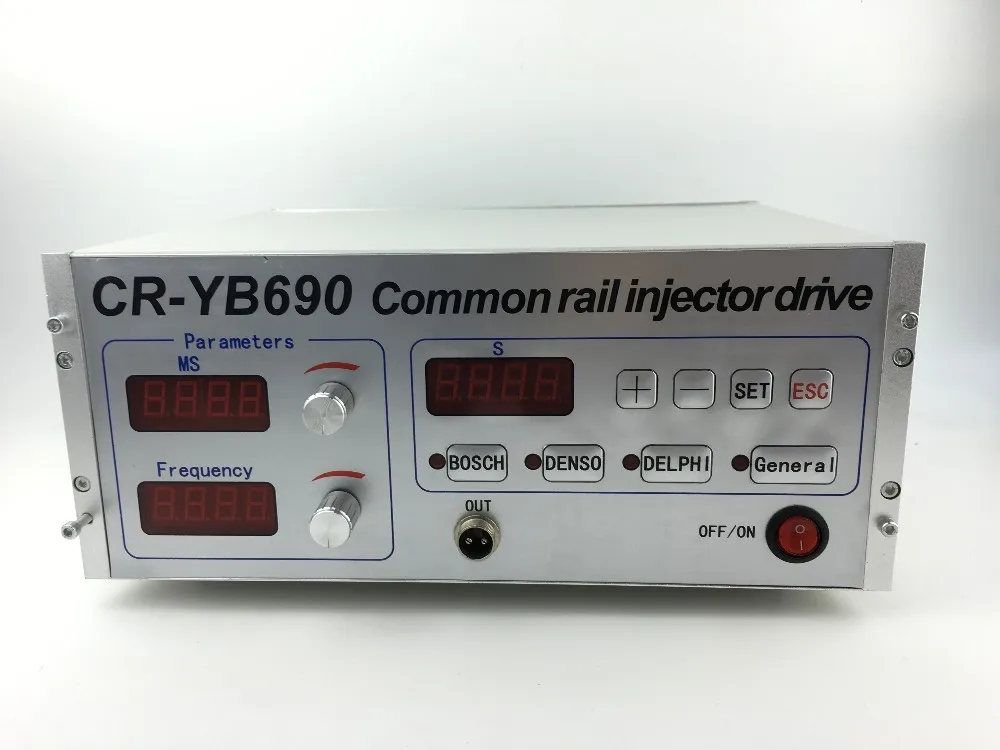 CR-YB690 Common rail injector drive
Parameters
MS
Frequency
S
+ - SET ESC
BOSCH DENSO DELPHI General
OUT
OFF/ON
O
I